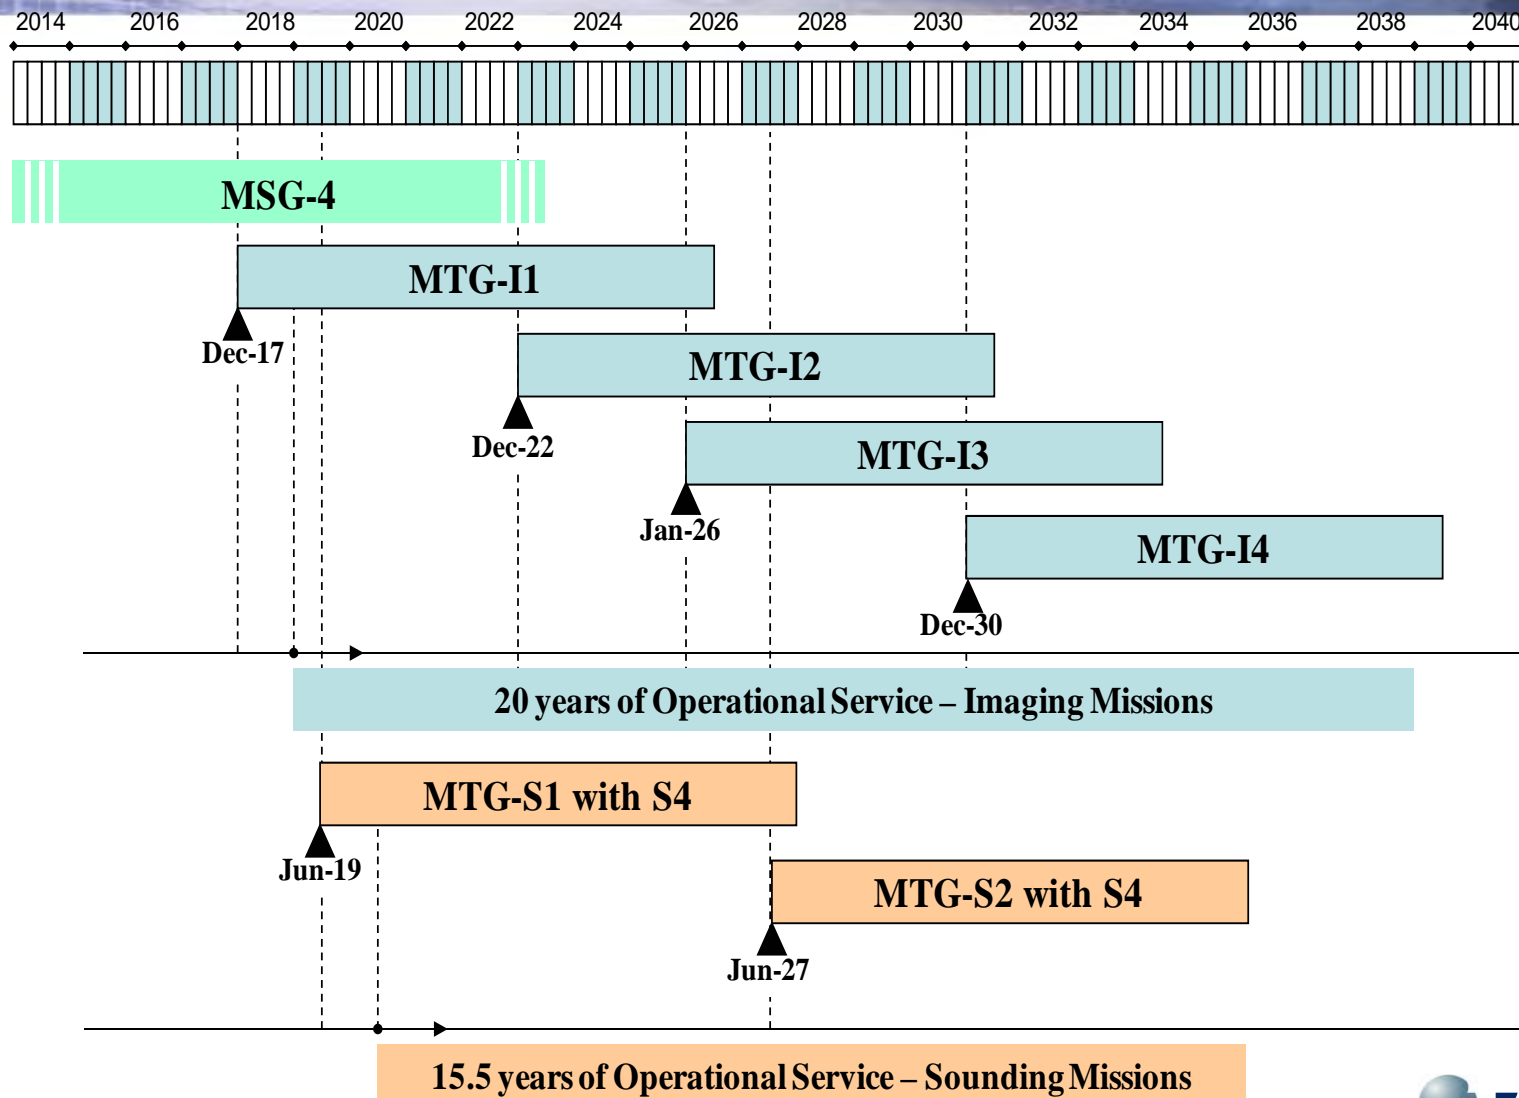 2014 2016 2018 2020 2022 2024 2026 2028 2030 2032 2034 2036 2038 2040
MSG-4
MTG-I1
Dec-17
MTG-I2
Dec-22
MTG-I3
Jan-26
MTG-I4
Dec-30
20 years of Operational Service – Imaging Missions
MTG-S1 with S4
Jun-19
MTG-S2 with S4
Jun-27
15.5 years of Operational Service – Sounding Missions